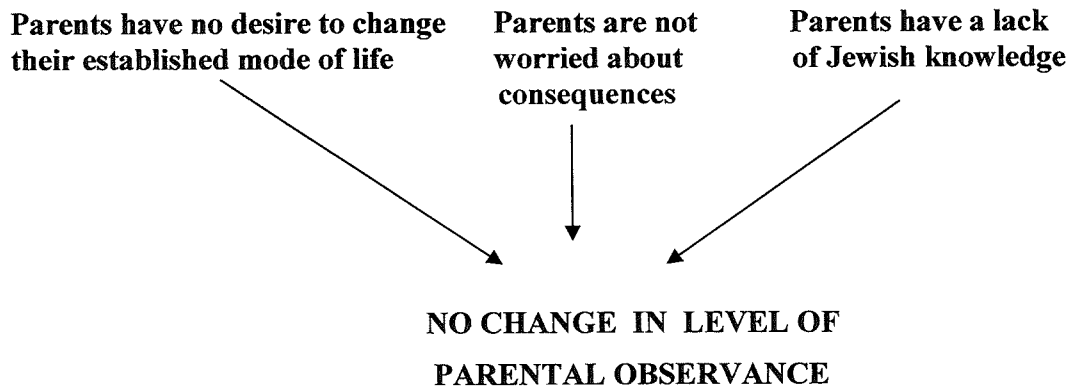 Parents have no desire to change
their established mode of life
Parents are not
worried about
consequences
Parents have a lack
of Jewish knowledge
NO CHANGE IN LEVEL OF
PARENTAL OBSERVANCE